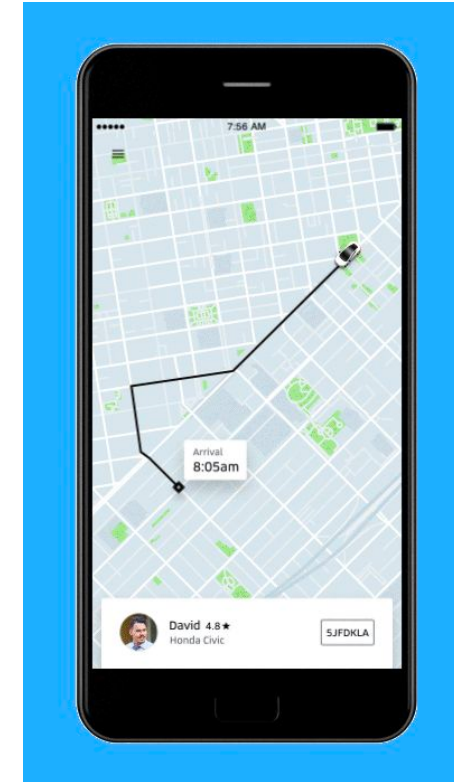 7:56 AM
Arrival
8:05am
David 4.8★
Honda Civic
5JFDKLA